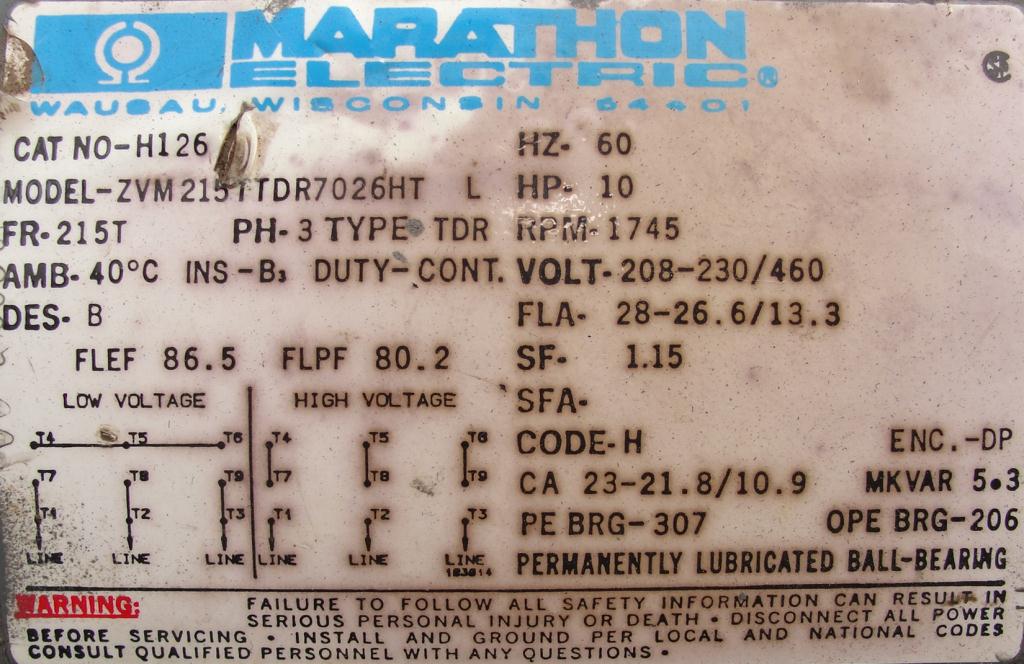 MARATHON
ELECTRIC®
WAUSAU, WISCONSIN 54401
CAT NO-H126 HZ- 60
MODEL-ZVM215TTDR7026HT L HP- 10
FR-215T PH-3 TYPE TDR RPM-1745
AMB-40°C INS-B3 DUTY-CONT. VOLT-208-230/460
DES- B FLA- 28-26.6/13.3
FLEF 86.5 FLPF 80.2 SF- 1.15
LOW VOLTAGE HIGH VOLTAGE SFA-
T4 T5 T6 T4 T5 T6 CODE-H ENC.-DP
T7 T8 T9 T7 T8 T9 CA 23-21.8/10.9 MKVAR 5.3
T1 T2 T3 T1 T2 T3 PE BRG-307 OPE BRG-206
LINE LINE LINE LINE LINE LINE PERMANENTLY LUBRICATED BALL-BEARING
WARNING: FAILURE TO FOLLOW ALL SAFETY INFORMATION CAN RESULT IN
SERIOUS PERSONAL INJURY OR DEATH • DISCONNECT ALL POWER
BEFORE SERVICING • INSTALL AND GROUND PER LOCAL AND NATIONAL CODES
CONSULT QUALIFIED PERSONNEL WITH ANY QUESTIONS •